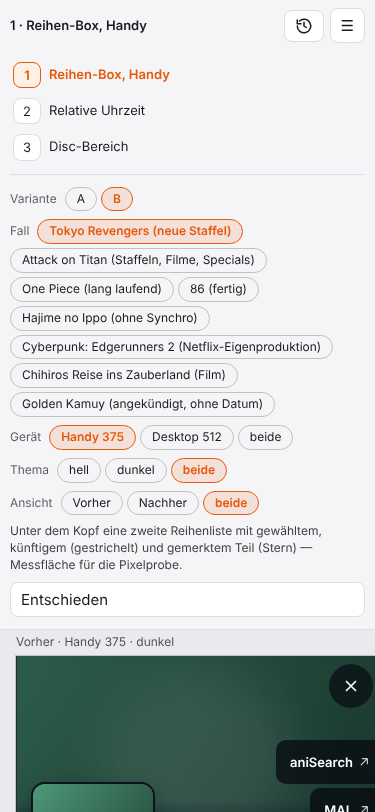 1 · Reihen-Box, Handy
1 Reihen-Box, Handy
2 Relative Uhrzeit
3 Disc-Bereich
Variante A B
Fall Tokyo Revengers (neue Staffel)
Attack on Titan (Staffeln, Filme, Specials)
One Piece (lang laufend) 86 (fertig)
Hajime no Ippo (ohne Synchro)
Cyberpunk: Edgerunners 2 (Netflix-Eigenproduktion)
Chihiros Reise ins Zauberland (Film)
Golden Kamuy (angekündigt, ohne Datum)
Gerät Handy 375 Desktop 512 beide
Thema hell dunkel beide
Ansicht Vorher Nachher beide
Unter dem Kopf eine zweite Reihenliste mit gewähltem,
künftigem (gestrichelt) und gemerktem Teil (Stern) —
Messfläche für die Pixelprobe.
Entschieden
Vorher · Handy 375 · dunkel
aniSearch ↗
MAL ↗